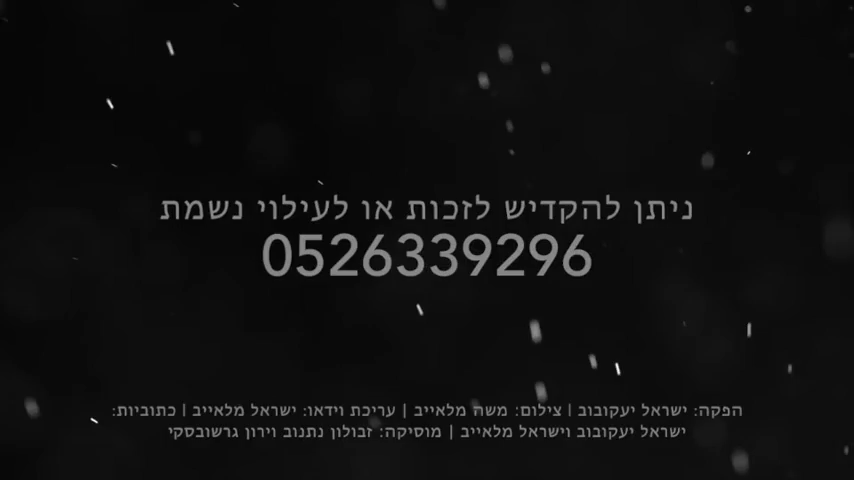 ניתן להקדיש לזכות או לעילוי נשמת
0526339296
הפקה: ישראל יעקובוב | צילום: משה מלאייב | עריכת וידאו: ישראל מלאייב | כתוביות:
ישראל יעקובוב וישראל מלאייב | מוסיקה: זבולון נתנוב וירון גרשובסקי